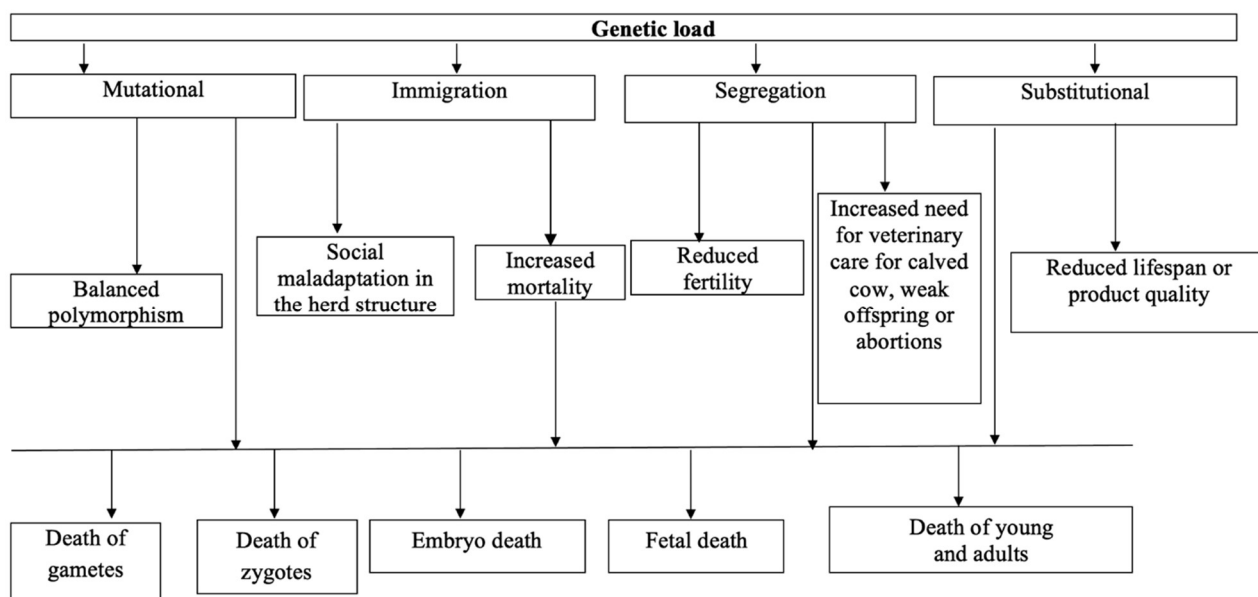 Genetic load
Mutational
Immigration
Segregation
Substitutional
Balanced
polymorphism
Social
maladaptation in
the herd structure
Increased
mortality
Reduced
fertility
Increased need
for veterinary
care for calved
cow, weak
offspring or
abortions
Reduced lifespan or
product quality
Death of
gametes
Death of
zygotes
Embryo death
Fetal death
Death of young
and adults